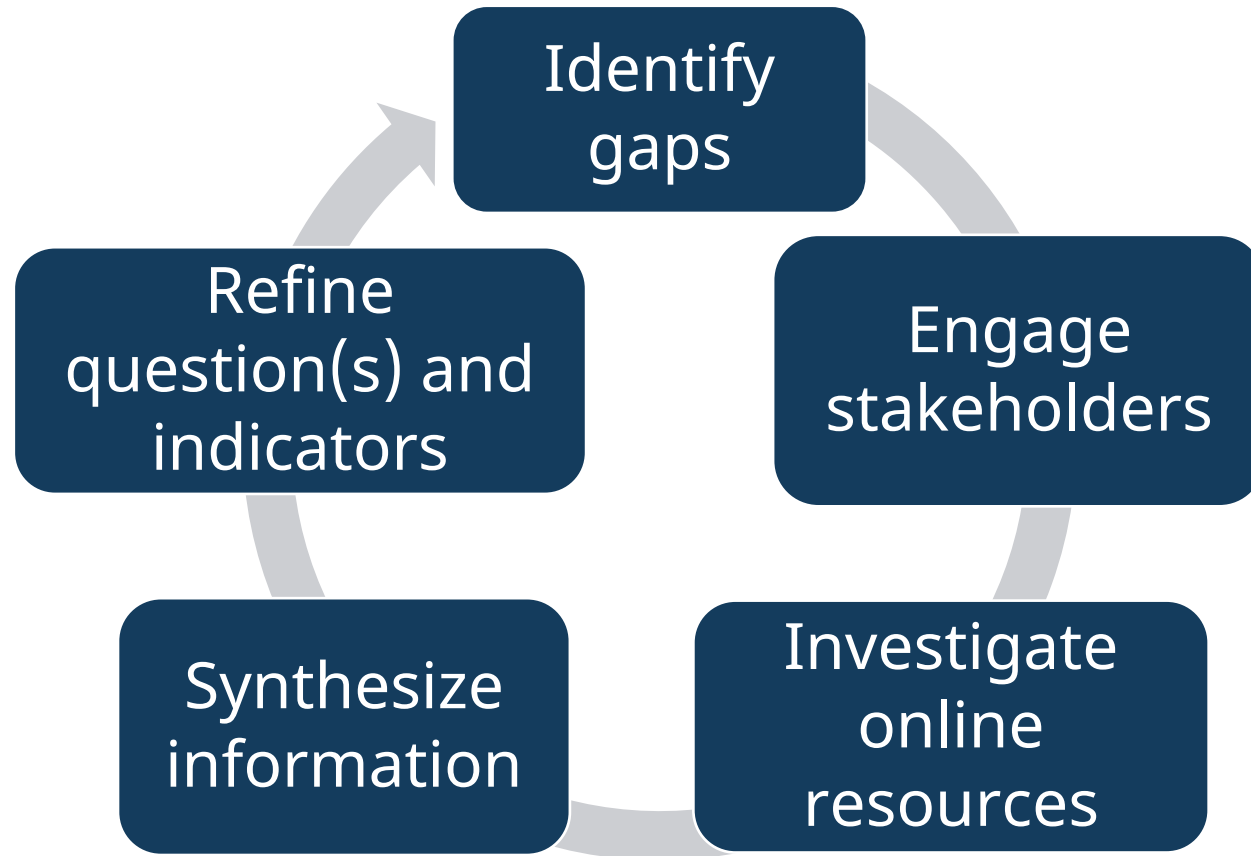 Identify
gaps
Engage
stakeholders
Investigate
online
resources
Synthesize
information
Refine
question(s) and
indicators